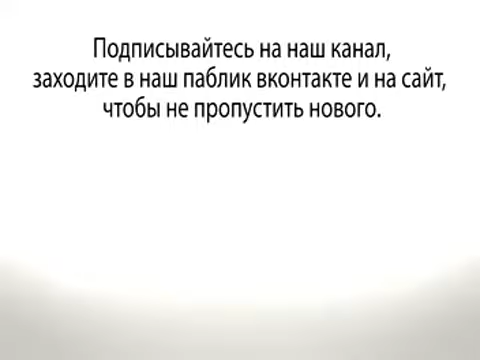 Подписывайтесь на наш канал,
заходите в наш паблик вконтакте и на сайт,
чтобы не пропустить нового.